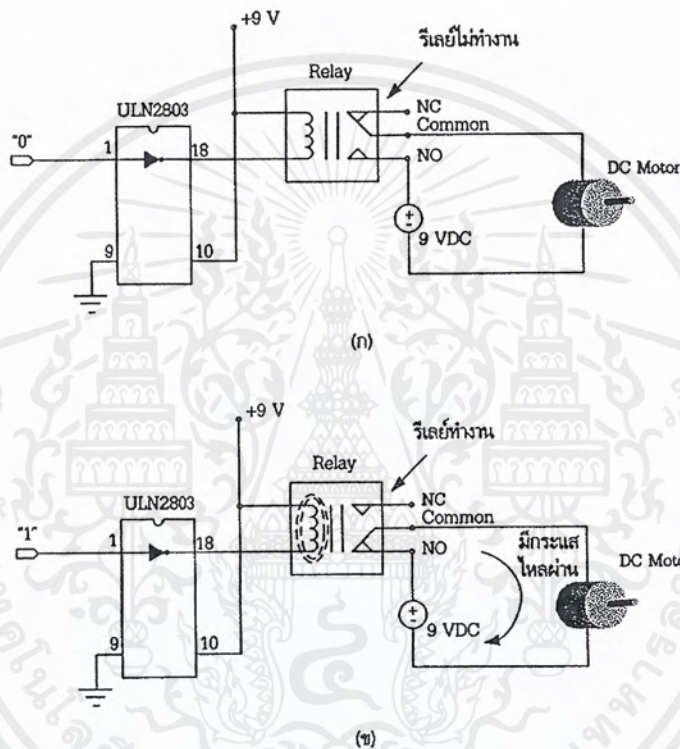 +9 V
รีเลย์ไม่ทำงาน
Relay
ULN2803
NC
"0"
1
18
Common
NO
DC Motor
+
-
9 VDC
9
10
(ก)
+9 V
รีเลย์ทำงาน
Relay
ULN2803
NC
Common
"1"
1
18
NO
มีกระแส
ไหลผ่าน
DC Moto
+
-
9 VDC
9
10
(ข)